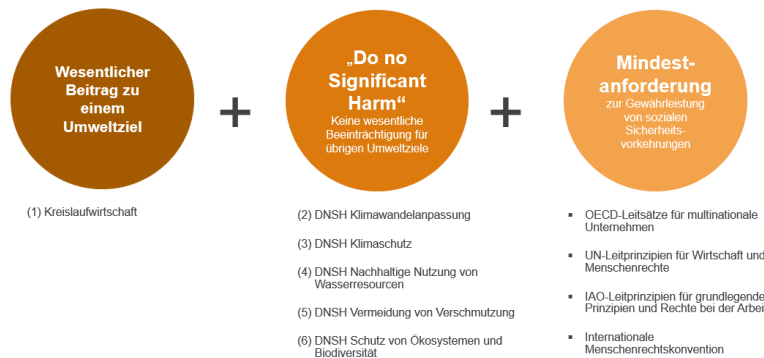 Wesentlicher
Beitrag zu
einem
Umweltziel
+
„Do no
Significant
Harm“
Keine wesentliche
Beeinträchtigung für
übrigen Umweltziele
+
Mindest-
anforderung
zur Gewährleistung
von sozialen
Sicherheits-
vorkehrungen
(1) Kreislaufwirtschaft
(2) DNSH Klimawandelanpassung
(3) DNSH Klimaschutz
(4) DNSH Nachhaltige Nutzung von
Wasserresourcen
(5) DNSH Vermeidung von Verschmutzung
(6) DNSH Schutz von Ökosystemen und
Biodiversität
▪ OECD-Leitsätze für multinationale
Unternehmen
▪ UN-Leitprinzipien für Wirtschaft und
Menschenrechte
▪ IAO-Leitprinzipien für grundlegende
Prinzipien und Rechte bei der Arbei
▪ Internationale
Menschenrechtskonvention